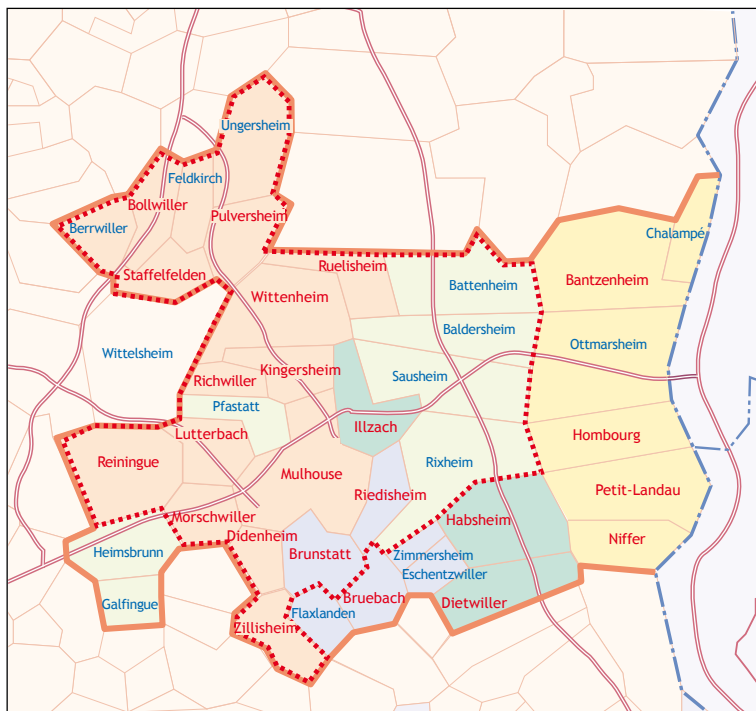 Ungersheim
Feldkirch
Bollwiller
Pulversheim
Berrwiller
Chalampé
Staffelfelden
Ruelisheim
Bantzenheim
Wittenheim
Battenheim
Baldersheim
Wittelsheim
Ottmarsheim
Kingersheim
Richwiller
Sausheim
Pfastatt
Illzach
Lutterbach
Hombourg
Reiningue
Rixheim
Mulhouse
Petit-Landau
Riedisheim
Morschwiller
Habsheim
Didenheim
Niffer
Heimsbrunn
Brunstatt
Zimmersheim
Eschentzwiller
Bruebach
Galfingue
Dietwiller
Flaxlanden
Zillisheim